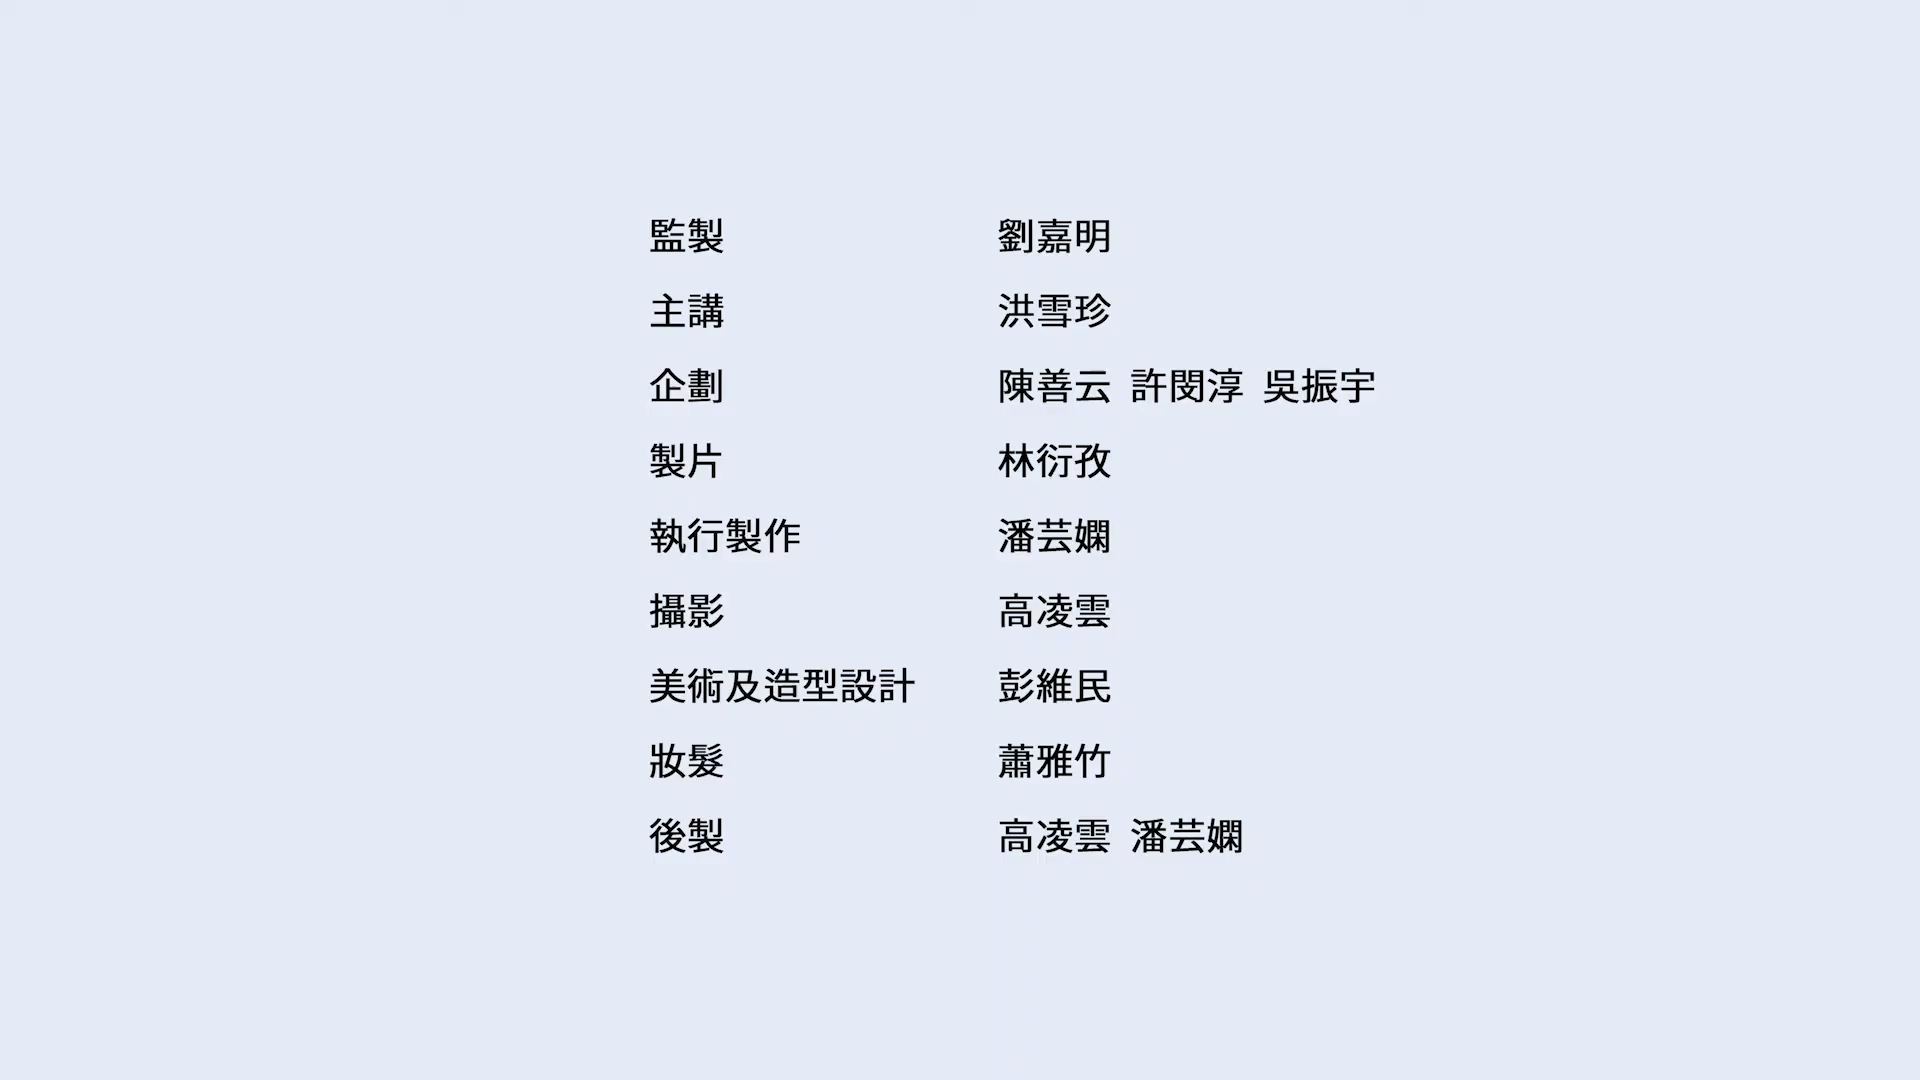 監製 劉嘉明
主講 洪雪珍
企劃 陳善云 許閔淳 吳振宇
製片 林衍孜
執行製作 潘芸嫻
攝影 高凌雲
美術及造型設計 彭維民
妝髮 蕭雅竹
後製 高凌雲 潘芸嫻